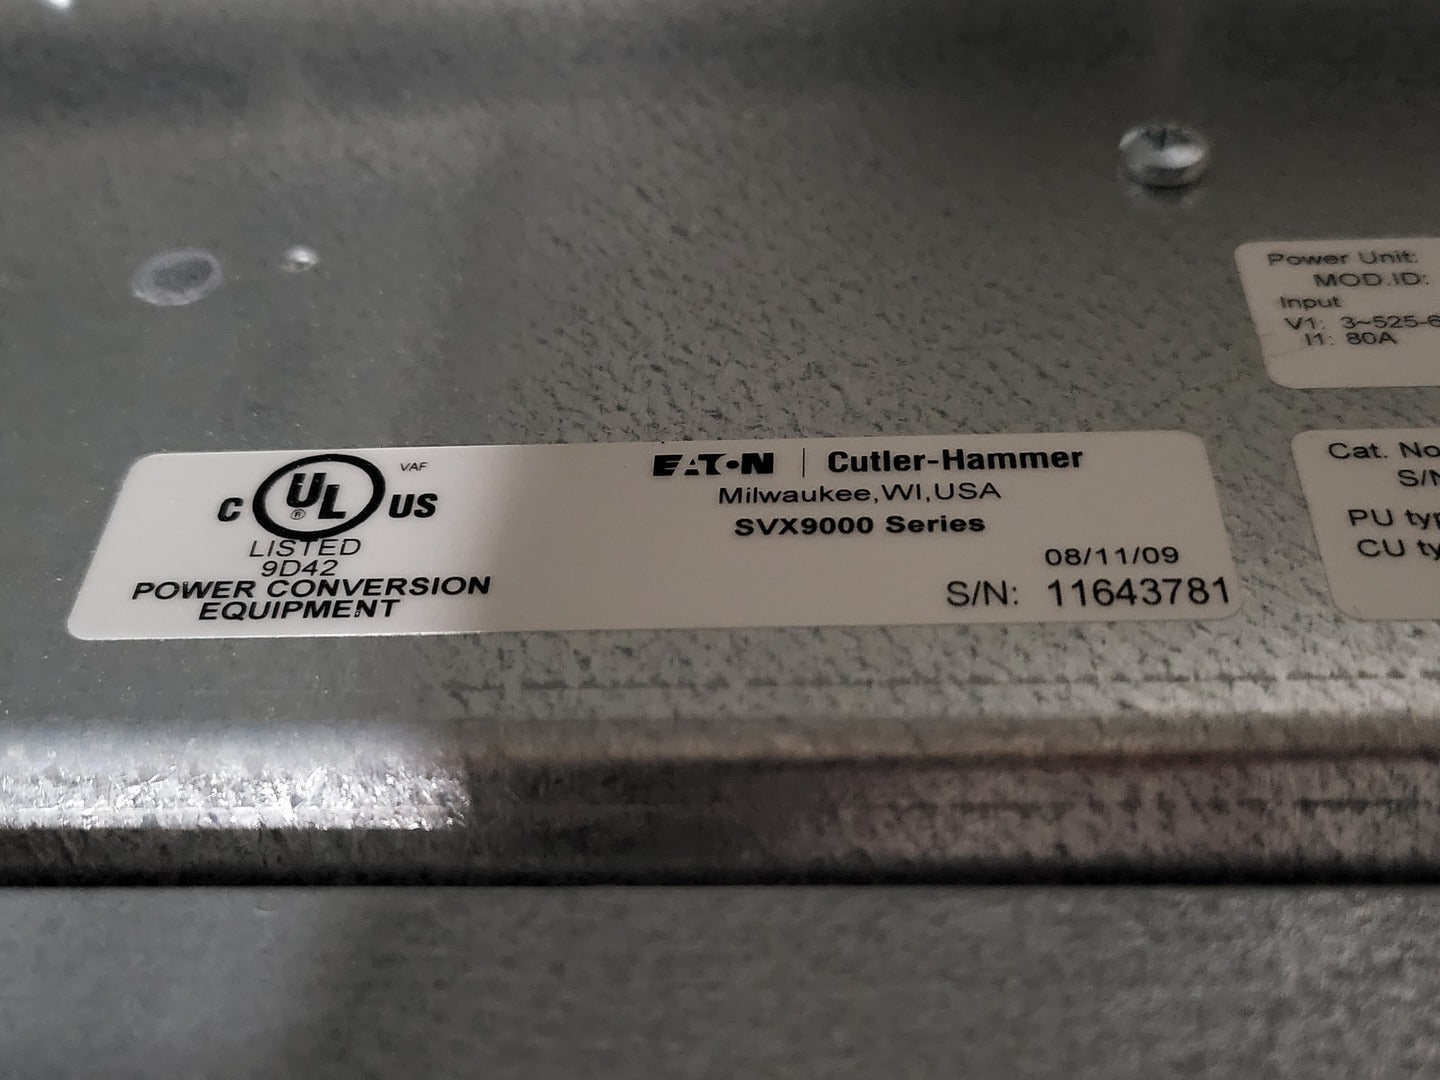 VAF
C UL US
®
LISTED
9D42
POWER CONVERSION
EQUIPMENT
EATON | Cutler-Hammer
Milwaukee,WI,USA
SVX9000 Series
08/11/09
S/N: 11643781
Power Unit:
MOD.ID:
Input
V1: 3~525-6
I1: 80A
Cat. No
S/N
PU typ
CU ty